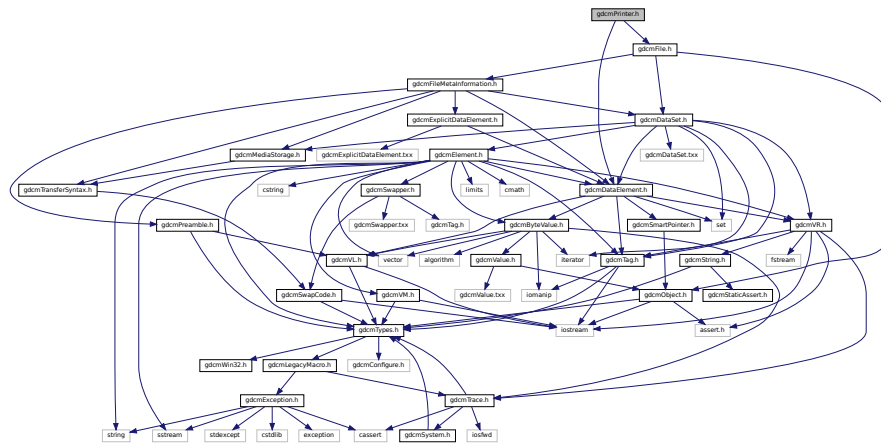 gdcmPrinter.h
gdcmFile.h
gdcmFileMetaInformation.h
gdcmExplicitDataElement.h gdcmDataSet.h
gdcmMediaStorage.h gdcmExplicitDataElement.txx gdcmElement.h gdcmDataSet.txx
gdcmTransferSyntax.h cstring gdcmSwapper.h limits cmath gdcmDataElement.h
gdcmPreamble.h gdcmSwapper.txx gdcmTag.h gdcmByteValue.h gdcmSmartPointer.h set gdcmVR.h
gdcmVL.h vector algorithm gdcmValue.h iterator gdcmTag.h gdcmString.h fstream
gdcmSwapCode.h gdcmVM.h gdcmValue.txx iomanip gdcmObject.h gdcmStaticAssert.h
gdcmTypes.h iostream assert.h
gdcmWin32.h gdcmLegacyMacro.h gdcmConfigure.h
gdcmException.h gdcmTrace.h
string sstream stdexcept cstdlib exception cassert gdcmSystem.h iosfwd